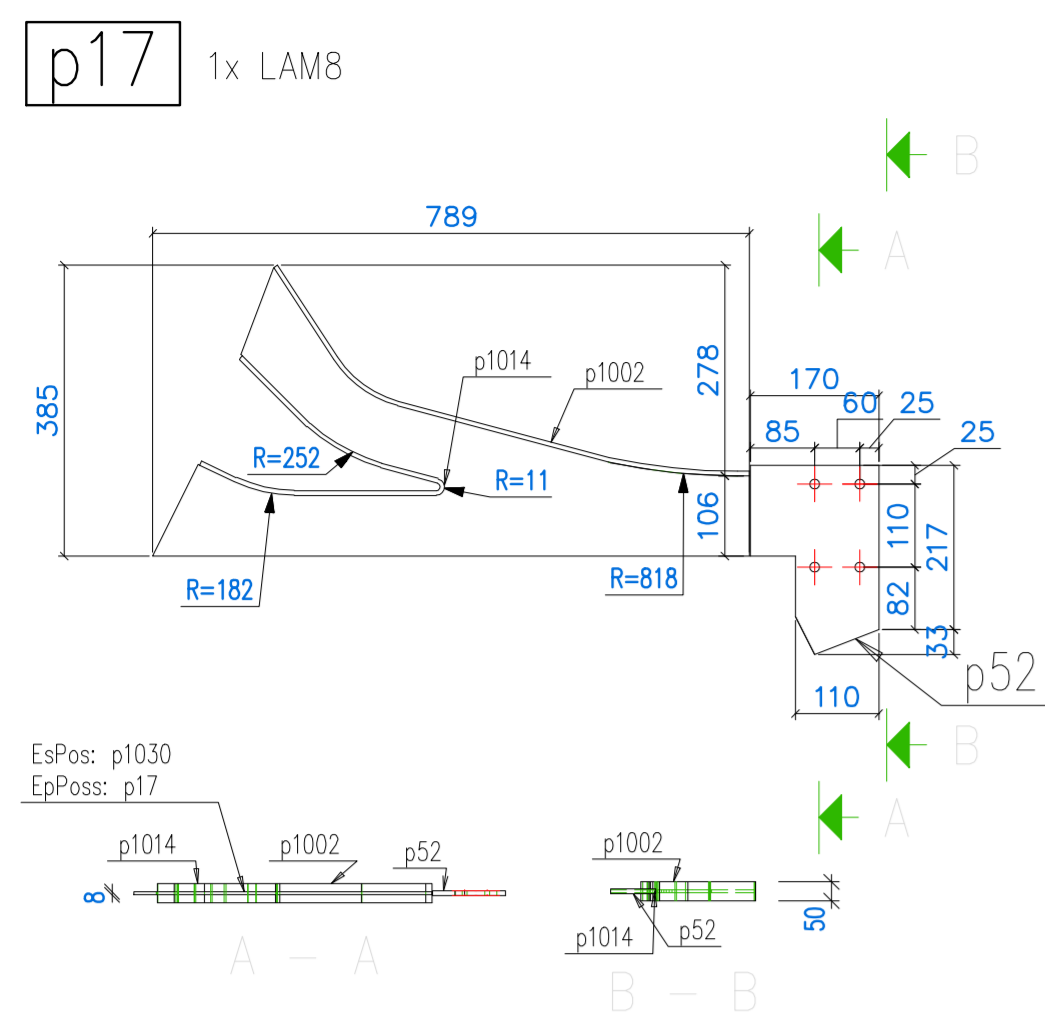 p17 1x LAM8
B
A
789
385
278
p1014
p1002
170
60 25
85
25
R=252
R=11
106
110
217
R=182
R=818
82
33
p52
110
B
A
EsPos: p1030
EpPoss: p17
p1014
p1002
p52
8
A - A
p1002
50
p1014
p52
B - B